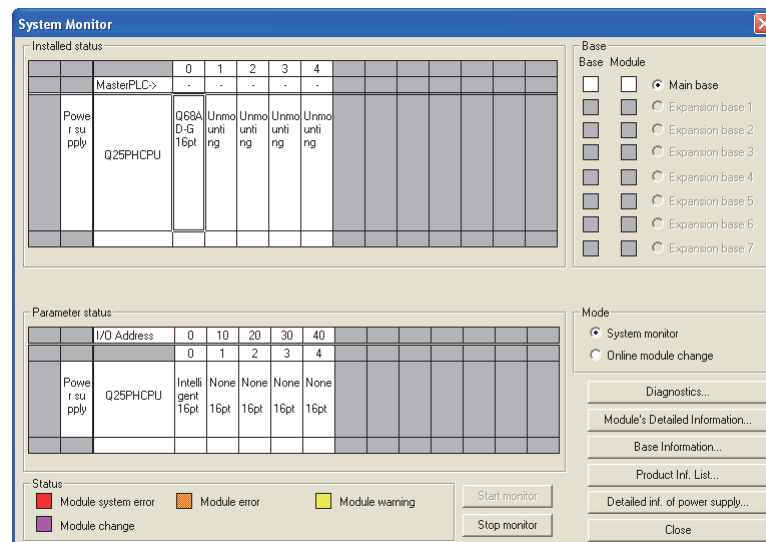 System Monitor
Installed status
0 1 2 3 4
MasterPLC-> - - - - -
Powe
r su
pply
Q25PHCPU
Q68A
D-G
16pt
Unmo
unti
ng
Unmo
unti
ng
Unmo
unti
ng
Unmo
unti
ng
Base
Base Module
Main base
Expansion base 1
Expansion base 2
Expansion base 3
Expansion base 4
Expansion base 5
Expansion base 6
Expansion base 7
Parameter status
I/O Address 0 10 20 30 40
0 1 2 3 4
Powe
r su
pply
Q25PHCPU
Intelli
gent
16pt
None
16pt
None
16pt
None
16pt
None
16pt
Mode
System monitor
Online module change
Diagnostics...
Module's Detailed Information...
Base Information...
Product Inf. List...
Detailed inf. of power supply...
Close
Status
Module system error
Module error
Module warning
Module change
Start monitor
Stop monitor